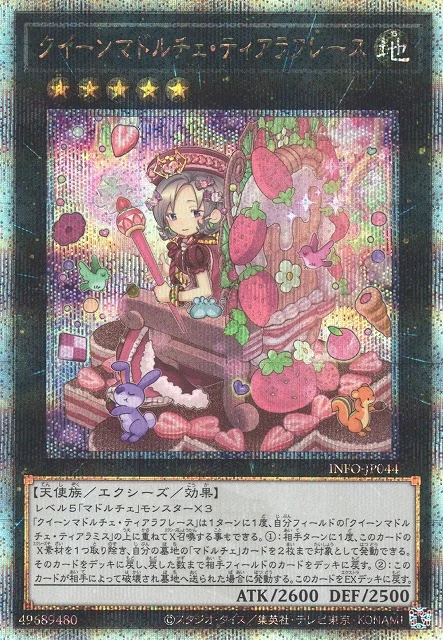 クイーンマドルチェ・ティアラフレース 地
INFO-JP044
【天使族／エクシーズ／効果】
レベル５「マドルチェ」モンスター×３
「クイーンマドルチェ・ティアラフレース」は１ターンに１度、自分フィールドの「クイーンマドル
チェ・ティアラミス」の上に重ねてX召喚する事もできる。①：相手ターンに１度、このカードの
X素材を１つ取り除き、自分の墓地の「マドルチェ」カードを２枚まで対象として発動できる。
そのカードをデッキに戻し、戻した数まで相手フィールドのカードをデッキに戻す。②：この
カードが相手によって破壊され墓地へ送られた場合に発動する。このカードをEXデッキに戻す。
ATK/2600 DEF/2500
49689480 ©スタジオ・ダイス／集英社・テレビ東京・KONAMI